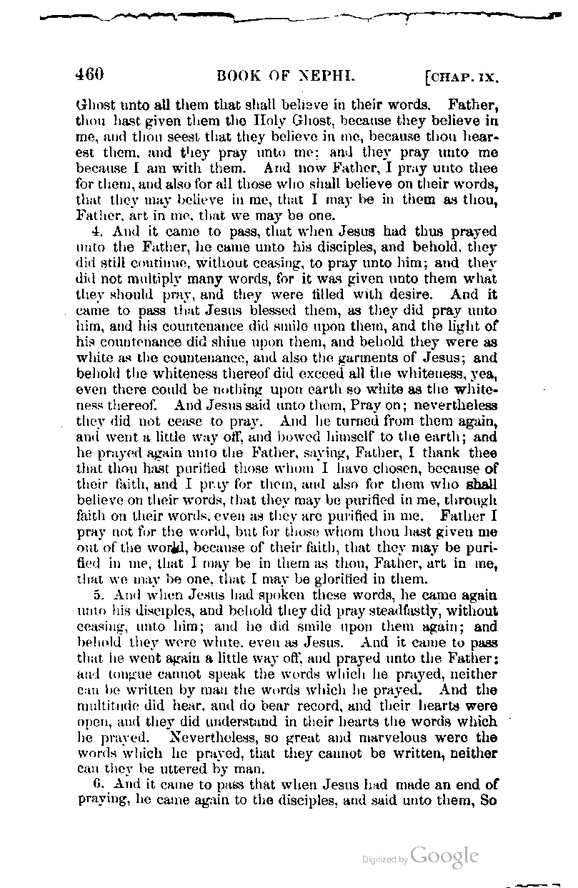 460 BOOK OF NEPHI. [CHAP. IX.
Ghost unto all them that shall believe in their words. Father,
thou hast given them the Holy Ghost, because they believe in
me, and thou seest that they believe in me, because thou hear-
est them, and they pray unto me; and they pray unto me
because I am with them. And now Father, I pray unto thee
for them, and also for all those who shall believe on their words,
that they may believe in me, that I may be in them as thou,
Father, art in me, that we may be one.
4. And it came to pass, that when Jesus had thus prayed
unto the Father, he came unto his disciples, and behold, they
did still continue, without ceasing, to pray unto him; and they
did not multiply many words, for it was given unto them what
they should pray, and they were filled with desire. And it
came to pass that Jesus blessed them, as they did pray unto
him, and his countenance did smile upon them, and the light of
his countenance did shine upon them, and behold they were as
white as the countenance, and also the garments of Jesus; and
behold the whiteness thereof did exceed all the whiteness, yea,
even there could be nothing upon earth so white as the white-
ness thereof. And Jesus said unto them, Pray on; nevertheless
they did not cease to pray. And he turned from them again,
and went a little way off, and bowed himself to the earth; and
he prayed again unto the Father, saying, Father, I thank thee
that thou hast purified those whom I have chosen, because of
their faith, and I pray for them, and also for them who shall
believe on their words, that they may be purified in me, through
faith on their words, even as they are purified in me. Father I
pray not for the world, but for those whom thou hast given me
out of the world, because of their faith, that they may be puri-
fied in me, that I may be in them as thou, Father, art in me,
that we may be one, that I may be glorified in them.
5. And when Jesus had spoken these words, he came again
unto his disciples, and behold they did pray steadfastly, without
ceasing, unto him; and he did smile upon them again; and
behold they were white, even as Jesus. And it came to pass
that he went again a little way off, and prayed unto the Father;
and tongue cannot speak the words which he prayed, neither
can be written by man the words which he prayed. And the
multitude did hear, and do bear record, and their hearts were
open, and they did understand in their hearts the words which
he prayed. Nevertheless, so great and marvelous were the
words which he prayed, that they cannot be written, neither
can they be uttered by man.
6. And it came to pass that when Jesus had made an end of
praying, he came again to the disciples, and said unto them, So
Digitized by Google